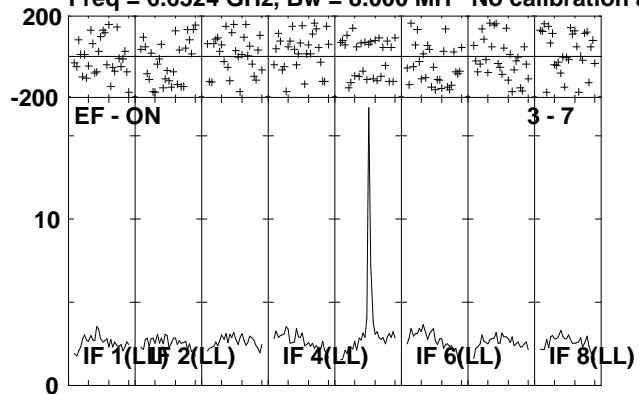 Freq = 6.6524 GHz, Bw = 8.000 MH No calibration a
200
-200
EF - ON 3 - 7
10
IF 1(LL) IF 2(LL) IF 4(LL) IF 6(LL) IF 8(LL)
0